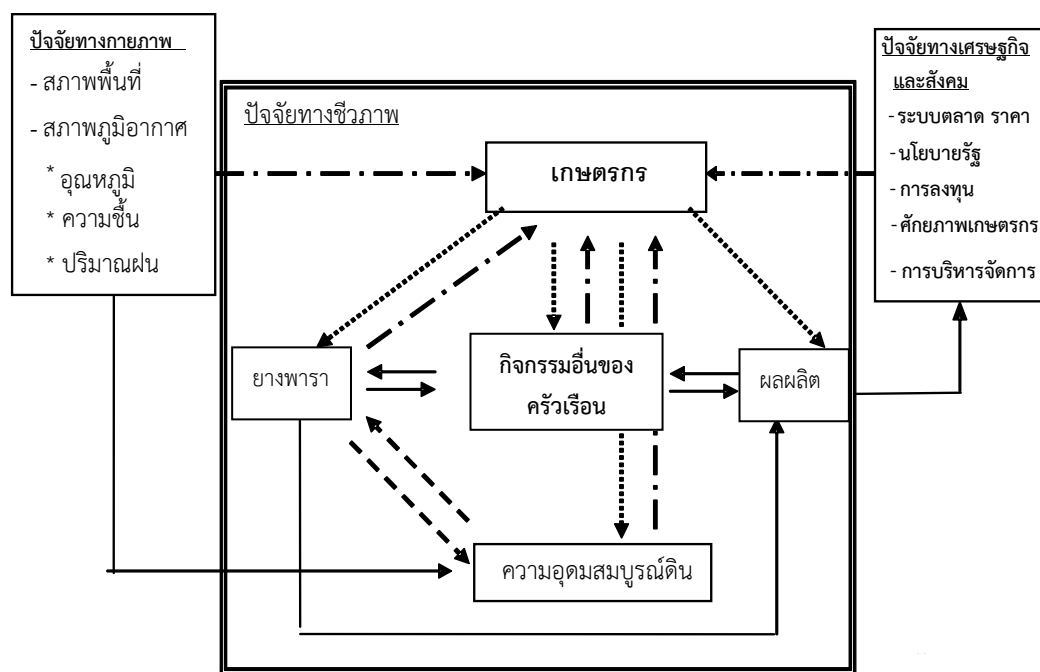 ปัจจัยทางกายภาพ
- สภาพพื้นที่
- สภาพภูมิอากาศ
* อุณหภูมิ
* ความชื้น
* ปริมาณฝน
ปัจจัยทางชีวภาพ
เกษตรกร
ยางพารา
กิจกรรมอื่นของ
ครัวเรือน
ผลผลิต
ความอุดมสมบูรณ์ดิน
ปัจจัยทางเศรษฐกิจ
และสังคม
- ระบบตลาด ราคา
- นโยบายรัฐ
- การลงทุน
- ศักยภาพเกษตรกร
- การบริหารจัดการ